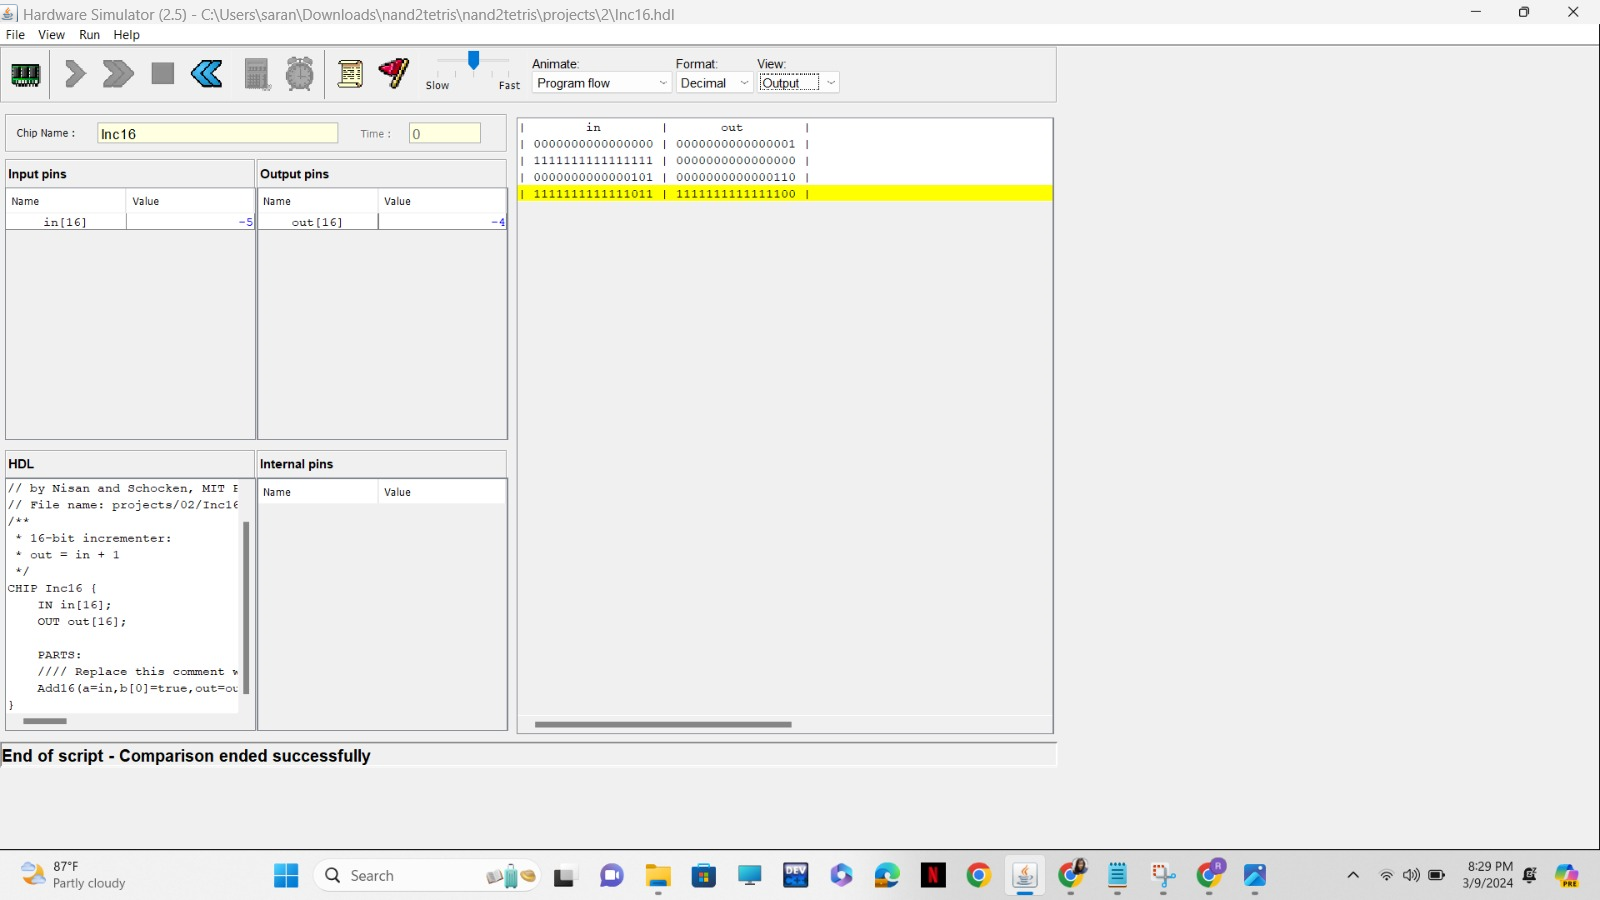 Hardware Simulator (2.5) - C:\Users\saran\Downloads\nand2tetris\nand2tetris\projects\2\Inc16.hdl
File View Run Help
Slow Fast
Animate: Format: View:
Program flow Decimal Output
Chip Name : Inc16 Time : 0
Input pins Output pins
Name Value Name Value
in[16] -5 out[16] -4
| in | out |
| 0000000000000000 | 0000000000000001 |
| 1111111111111111 | 0000000000000000 |
| 0000000000000101 | 0000000000000110 |
| 1111111111111011 | 1111111111111100 |
HDL Internal pins
Name Value
// by Nisan and Schocken, MIT
// File name: projects/02/Inc16
/**
* 16-bit incrementer:
* out = in + 1
*/
CHIP Inc16 {
IN in[16];
OUT out[16];
PARTS:
//// Replace this comment
Add16(a=in,b[0]=true,out=ou
}
End of script - Comparison ended successfully
87°F
Partly cloudy
Search
DEV
N
R
8:29 PM
3/9/2024
PRE